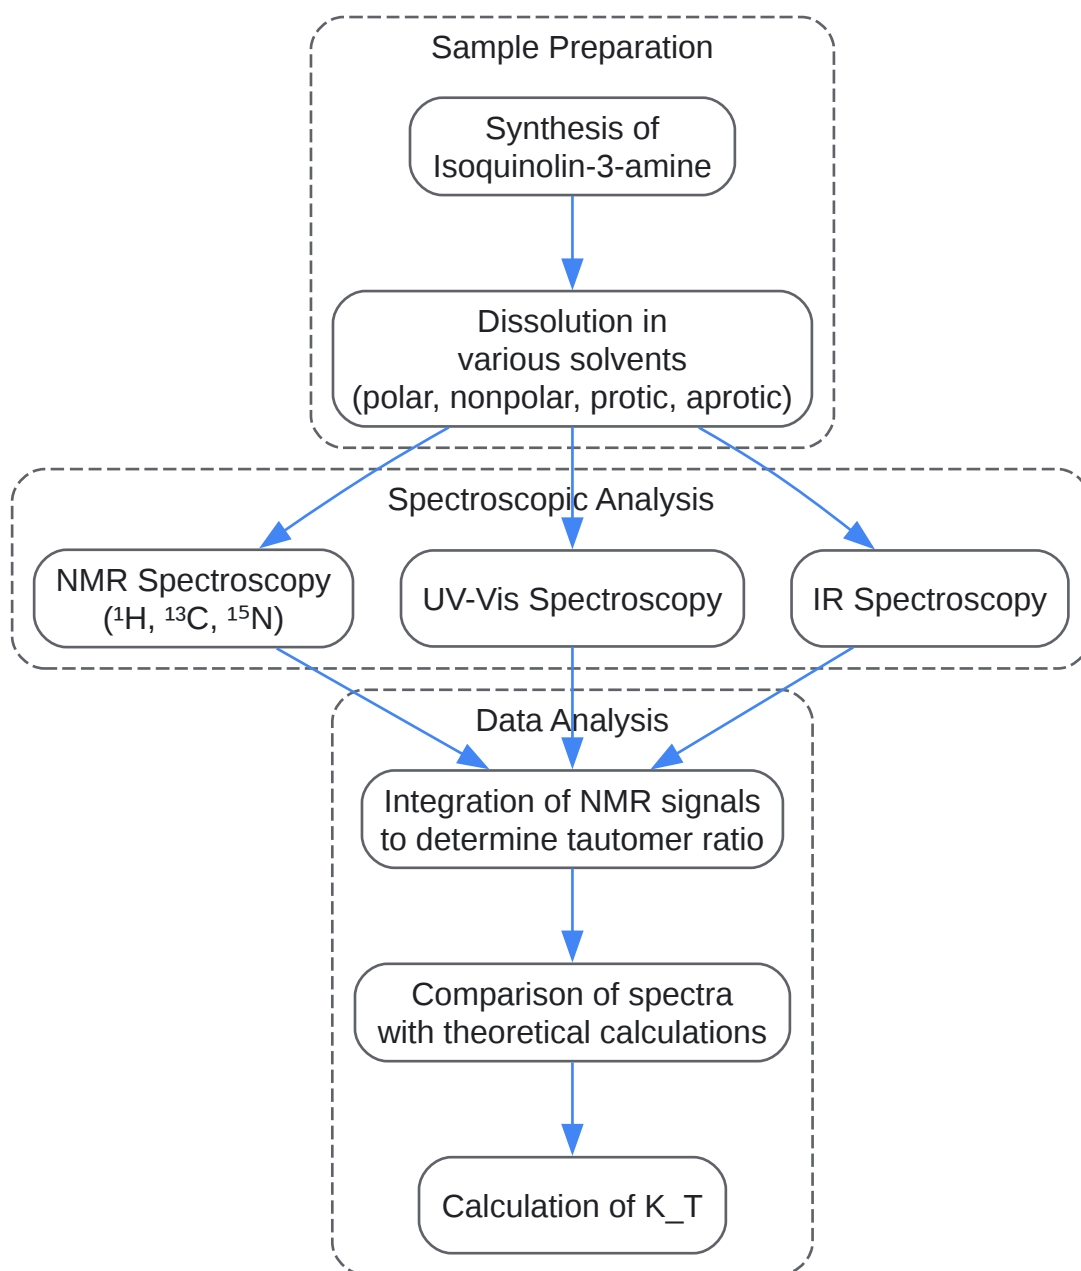 Sample Preparation
Synthesis of
Isoquinolin-3-amine
Dissolution in
various solvents
(polar, nonpolar, protic, aprotic)
Spectroscopic Analysis
NMR Spectroscopy
(¹H, ¹³C, ¹⁵N)
UV-Vis Spectroscopy
IR Spectroscopy
Data Analysis
Integration of NMR signals
to determine tautomer ratio
Comparison of spectra
with theoretical calculations
Calculation of K_T